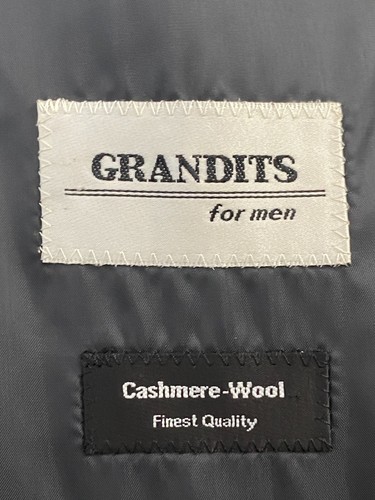 GRANDITS
for men
Cashmere-Wool
Finest Quality